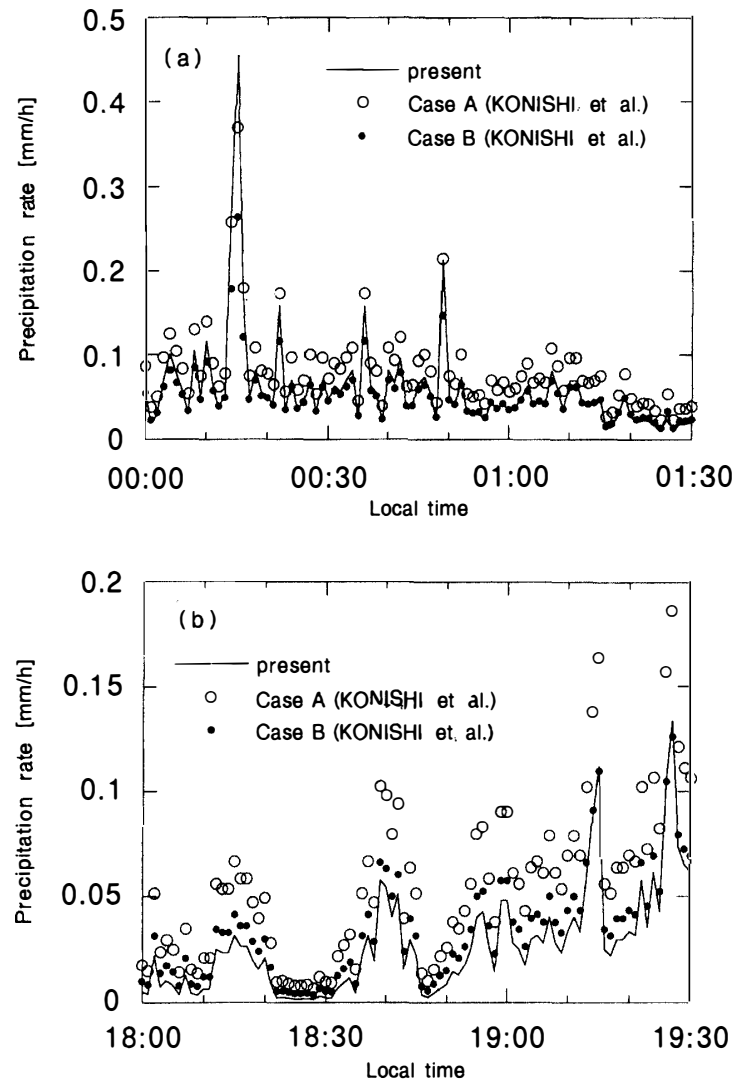 0.5
(a)
present
Case A (KONISHI et al.)
Case B (KONISHI et al.)
0.4
0.3
0.2
0.1
0
Precipitation rate [mm/h]
00:00 00:30 01:00 01:30
Local time
0.2
(b)
present
Case A (KONISHI et al.)
Case B (KONISHI et al.)
0.15
0.1
0.05
0
Precipitation rate [mm/h]
18:00 18:30 19:00 19:30
Local time